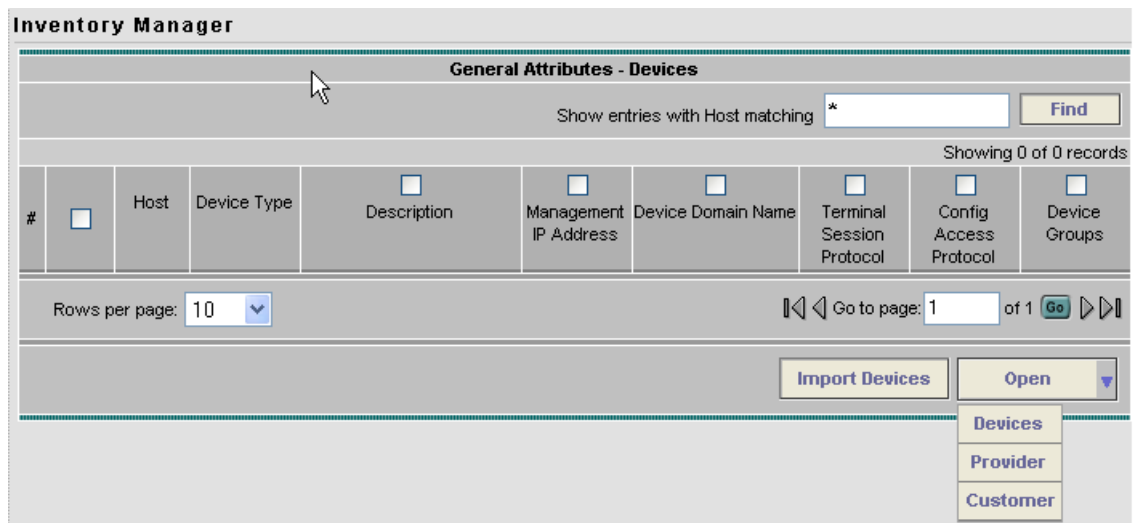 Inventory Manager
General Attributes - Devices
Show entries with Host matching * Find
Showing 0 of 0 records
# Host Device Type Description Management IP Address Device Domain Name Terminal Session Protocol Config Access Protocol Device Groups
Rows per page: 10 Go to page: 1 of 1 Go
Import Devices Open
Devices
Provider
Customer